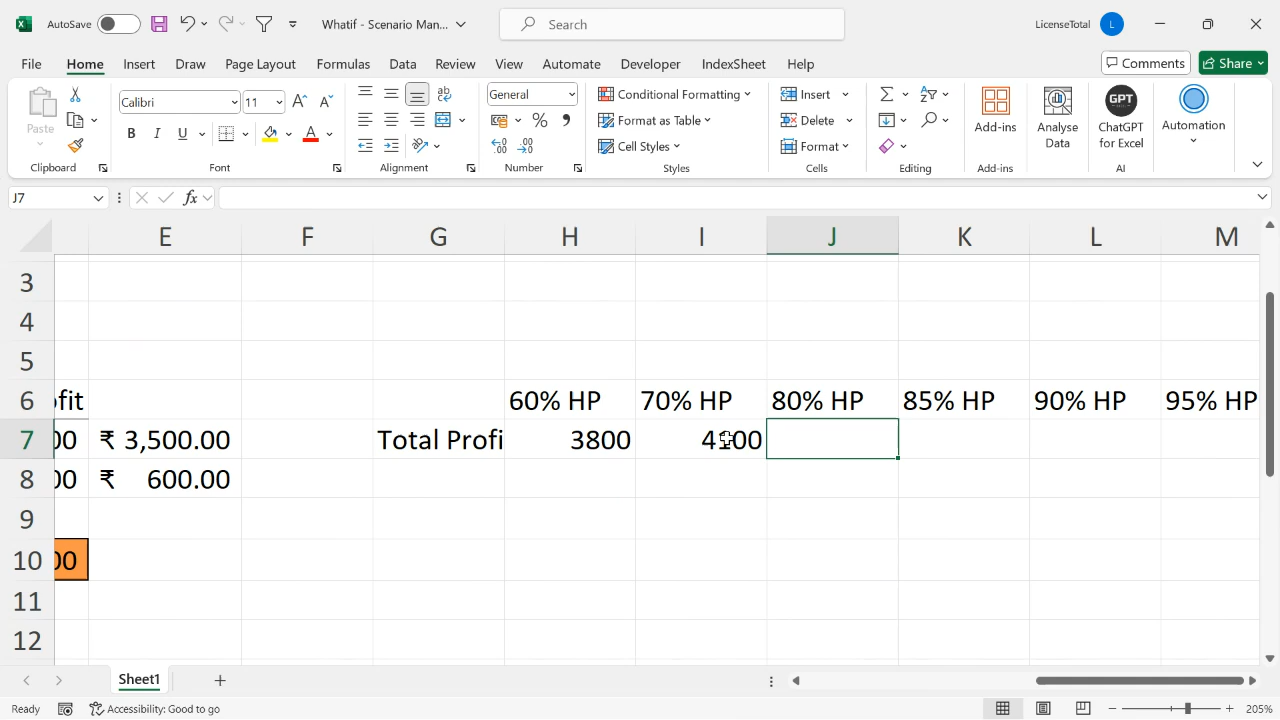 AutoSave
Whatif - Scenario Man...
Search
LicenseTotal
L
File
Home
Insert
Draw
Page Layout
Formulas
Data
Review
View
Automate
Developer
IndexSheet
Help
Comments
Share
Paste
Clipboard
Calibri
11
B I U
Font
Alignment
General
Number
Conditional Formatting
Format as Table
Cell Styles
Styles
Insert
Delete
Format
Cells
Editing
Add-ins
Add-ins
Analyse Data
GPT
ChatGPT for Excel
AI
Automation
J7
fx
E F G H I J K L M
3
4
5
6 ofit 60% HP 70% HP 80% HP 85% HP 90% HP 95% HP
7 00 ₹ 3,500.00 Total Profi 3800 4100
8 00 ₹ 600.00
9
10 00
11
12
Sheet1
Ready
Accessibility: Good to go
205%